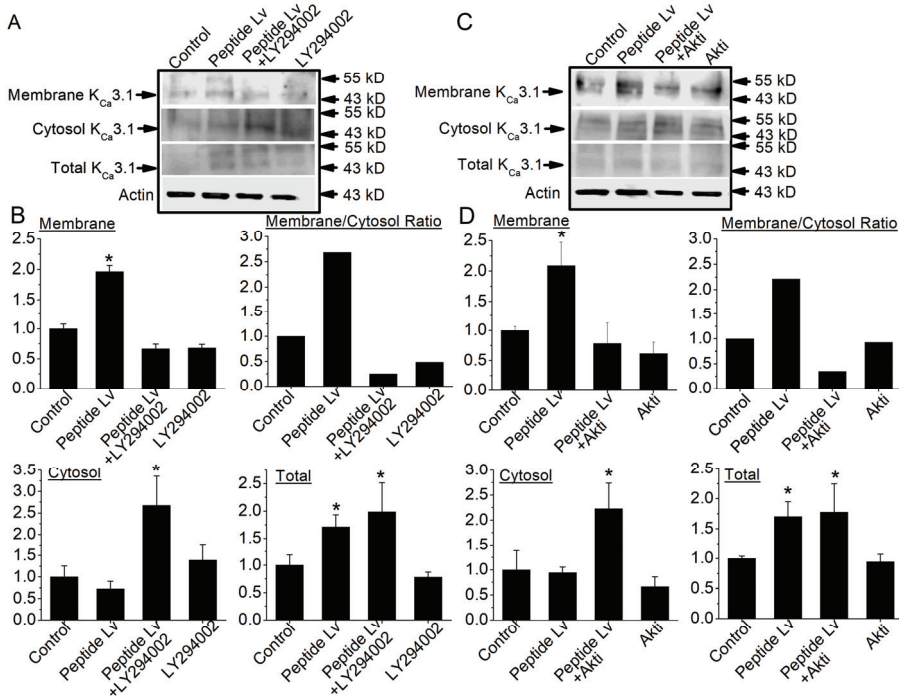 A
Control
Peptide Lv
Peptide Lv
+LY294002
LY294002
Membrane KCa3.1
55 kD
43 kD
Cytosol KCa3.1
55 kD
43 kD
Total KCa3.1
55 kD
43 kD
Actin
43 kD
C
Control
Peptide Lv
Peptide Lv
+Akti
Akti
Membrane KCa3.1
55 kD
43 kD
Cytosol KCa3.1
55 kD
43 kD
Total KCa3.1
55 kD
43 kD
Actin
43 kD
B
Membrane
2.5
2.0
1.5
1.0
0.5
0.0
*
Control
Peptide Lv
Peptide Lv
+LY294002
LY294002
Membrane/Cytosol Ratio
3.0
2.5
2.0
1.5
1.0
0.5
0.0
Control
Peptide Lv
Peptide Lv
+LY294002
LY294002
Cytosol
3.5
3.0
2.5
2.0
1.5
1.0
0.5
0.0
*
Control
Peptide Lv
Peptide Lv
+LY294002
LY294002
Total
2.5
2.0
1.5
1.0
0.5
0.0
*
*
Control
Peptide Lv
Peptide Lv
+LY294002
LY294002
D
Membrane
2.5
2.0
1.5
1.0
0.5
0.0
*
Control
Peptide Lv
Peptide Lv
+Akti
Akti
Membrane/Cytosol Ratio
3.0
2.5
2.0
1.5
1.0
0.5
0.0
Control
Peptide Lv
Peptide Lv
+Akti
Akti
Cytosol
3.0
2.5
2.0
1.5
1.0
0.5
0.0
*
Control
Peptide Lv
Peptide Lv
+Akti
Akti
Total
2.5
2.0
1.5
1.0
0.5
0.0
*
*
Control
Peptide Lv
Peptide Lv
+Akti
Akti